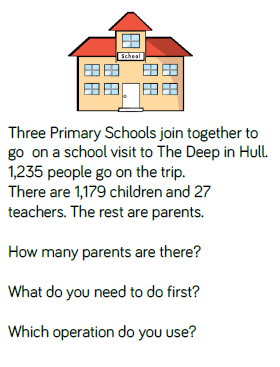 School
Three Primary Schools join together to
go on a school visit to The Deep in Hull.
1,235 people go on the trip.
There are 1,179 children and 27
teachers. The rest are parents.
How many parents are there?
What do you need to do first?
Which operation do you use?